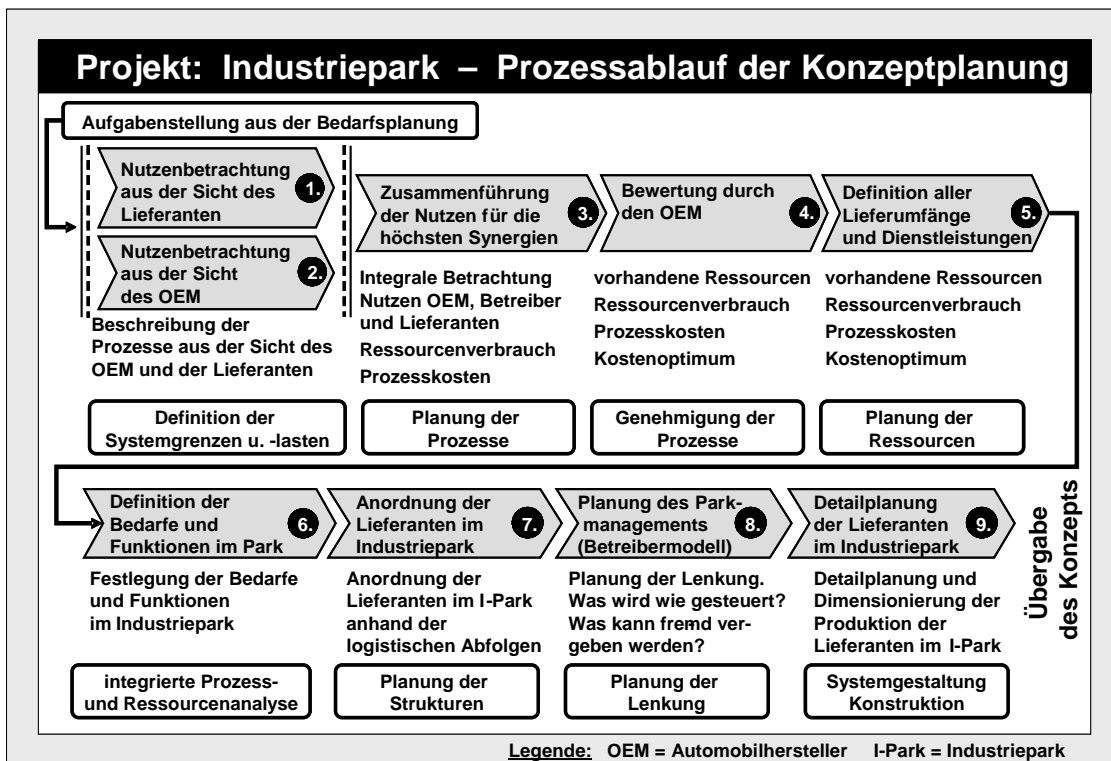 Projekt: Industriepark – Prozessablauf der Konzeptplanung
Aufgabenstellung aus der Bedarfsplanung
Nutzenbetrachtung
aus der Sicht des
Lieferanten
1.
Nutzenbetrachtung
aus der Sicht
des OEM
2.
Beschreibung der
Prozesse aus der Sicht des
OEM und der Lieferanten
Definition der
Systemgrenzen u. -lasten
Zusammenführung
der Nutzen für die
höchsten Synergien
3.
Integrale Betrachtung
Nutzen OEM, Betreiber
und Lieferanten
Ressourcenverbrauch
Prozesskosten
Planung der
Prozesse
Bewertung durch
den OEM
4.
vorhandene Ressourcen
Ressourcenverbrauch
Prozesskosten
Kostenoptimum
Genehmigung der
Prozesse
Definition aller
Lieferumfänge
und Dienstleistungen
5.
vorhandene Ressourcen
Ressourcenverbrauch
Prozesskosten
Kostenoptimum
Planung der
Ressourcen
Definition der
Bedarfe und
Funktionen im Park
6.
Festlegung der Bedarfe
und Funktionen
im Industriepark
integrierte Prozess-
und Ressourcenanalyse
Anordnung der
Lieferanten im
Industriepark
7.
Anordnung der
Lieferanten im I-Park
anhand der
logistischen Abfolgen
Planung der
Strukturen
Planung des Park-
managements
(Betreibermodell)
8.
Planung der Lenkung.
Was wird wie gesteuert?
Was kann fremd ver-
geben werden?
Planung der
Lenkung
Detailplanung
der Lieferanten
im Industriepark
9.
Detailplanung und
Dimensionierung der
Produktion der
Lieferanten im I-Park
Systemgestaltung
Konstruktion
Übergabe
des Konzepts
Legende: OEM = Automobilhersteller I-Park = Industriepark